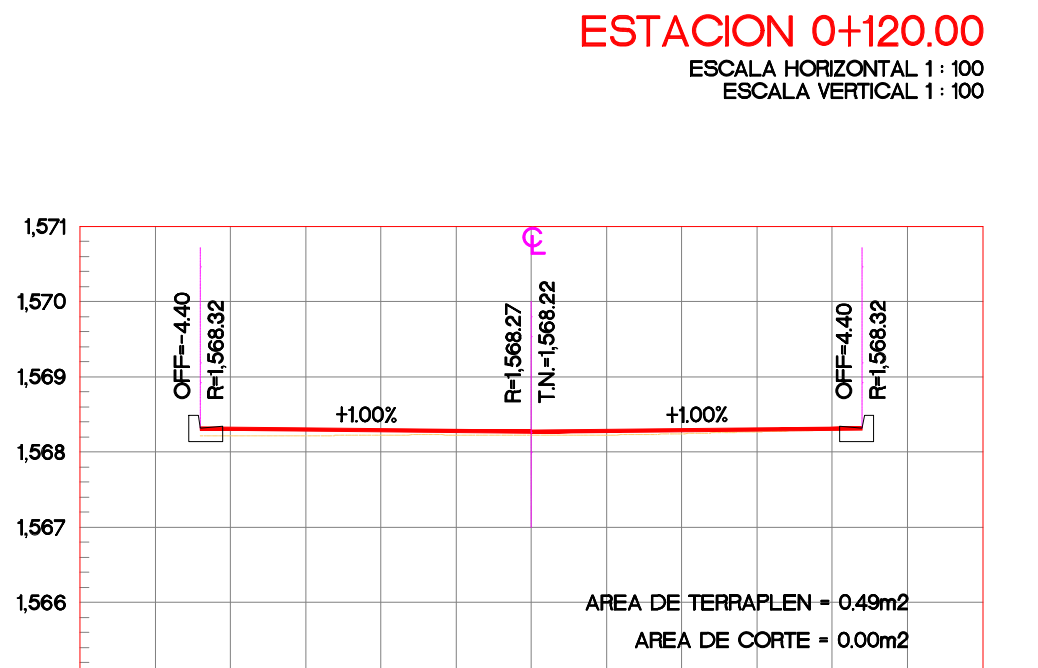 ESTACION 0+120.00
ESCALA HORIZONTAL 1 : 100
ESCALA VERTICAL 1 : 100
1,571
1,570
1,569
1,568
1,567
1,566
CL
OFF=-4.40
R=1,568.32
R=1,568.27
T.N.=1,568.22
OFF=4.40
R=1,568.32
+1.00%
+1.00%
AREA DE TERRAPLEN = 0.49m2
AREA DE CORTE = 0.00m2